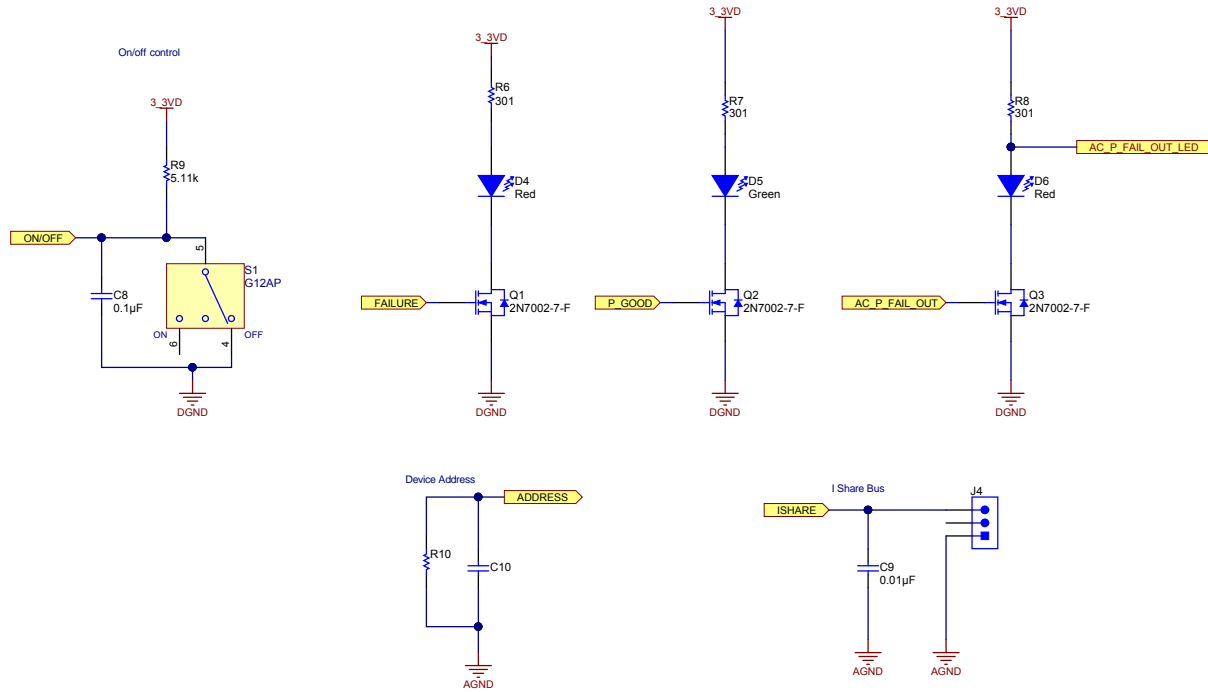 On/off control
3_3VD
R9
5.11k
ON/OFF
C8
0.1µF
5
S1
G12AP
ON
6
4
OFF
DGND
3_3VD
R6
301
D4
Red
FAILURE
Q1
2N7002-7-F
DGND
3_3VD
R7
301
D5
Green
P_GOOD
Q2
2N7002-7-F
DGND
3_3VD
R8
301
AC_P_FAIL_OUT_LED
D6
Red
AC_P_FAIL_OUT
Q3
2N7002-7-F
DGND
Device Address
ADDRESS
R10
C10
AGND
I Share Bus
ISHARE
J4
C9
0.01µF
AGND
AGND